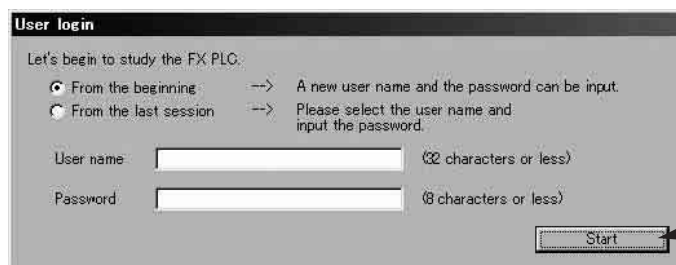 User login
Let's begin to study the FX PLC.
From the beginning --> A new user name and the password can be input.
From the last session --> Please select the user name and
input the password.
User name (32 characters or less)
Password (8 characters or less)
Start